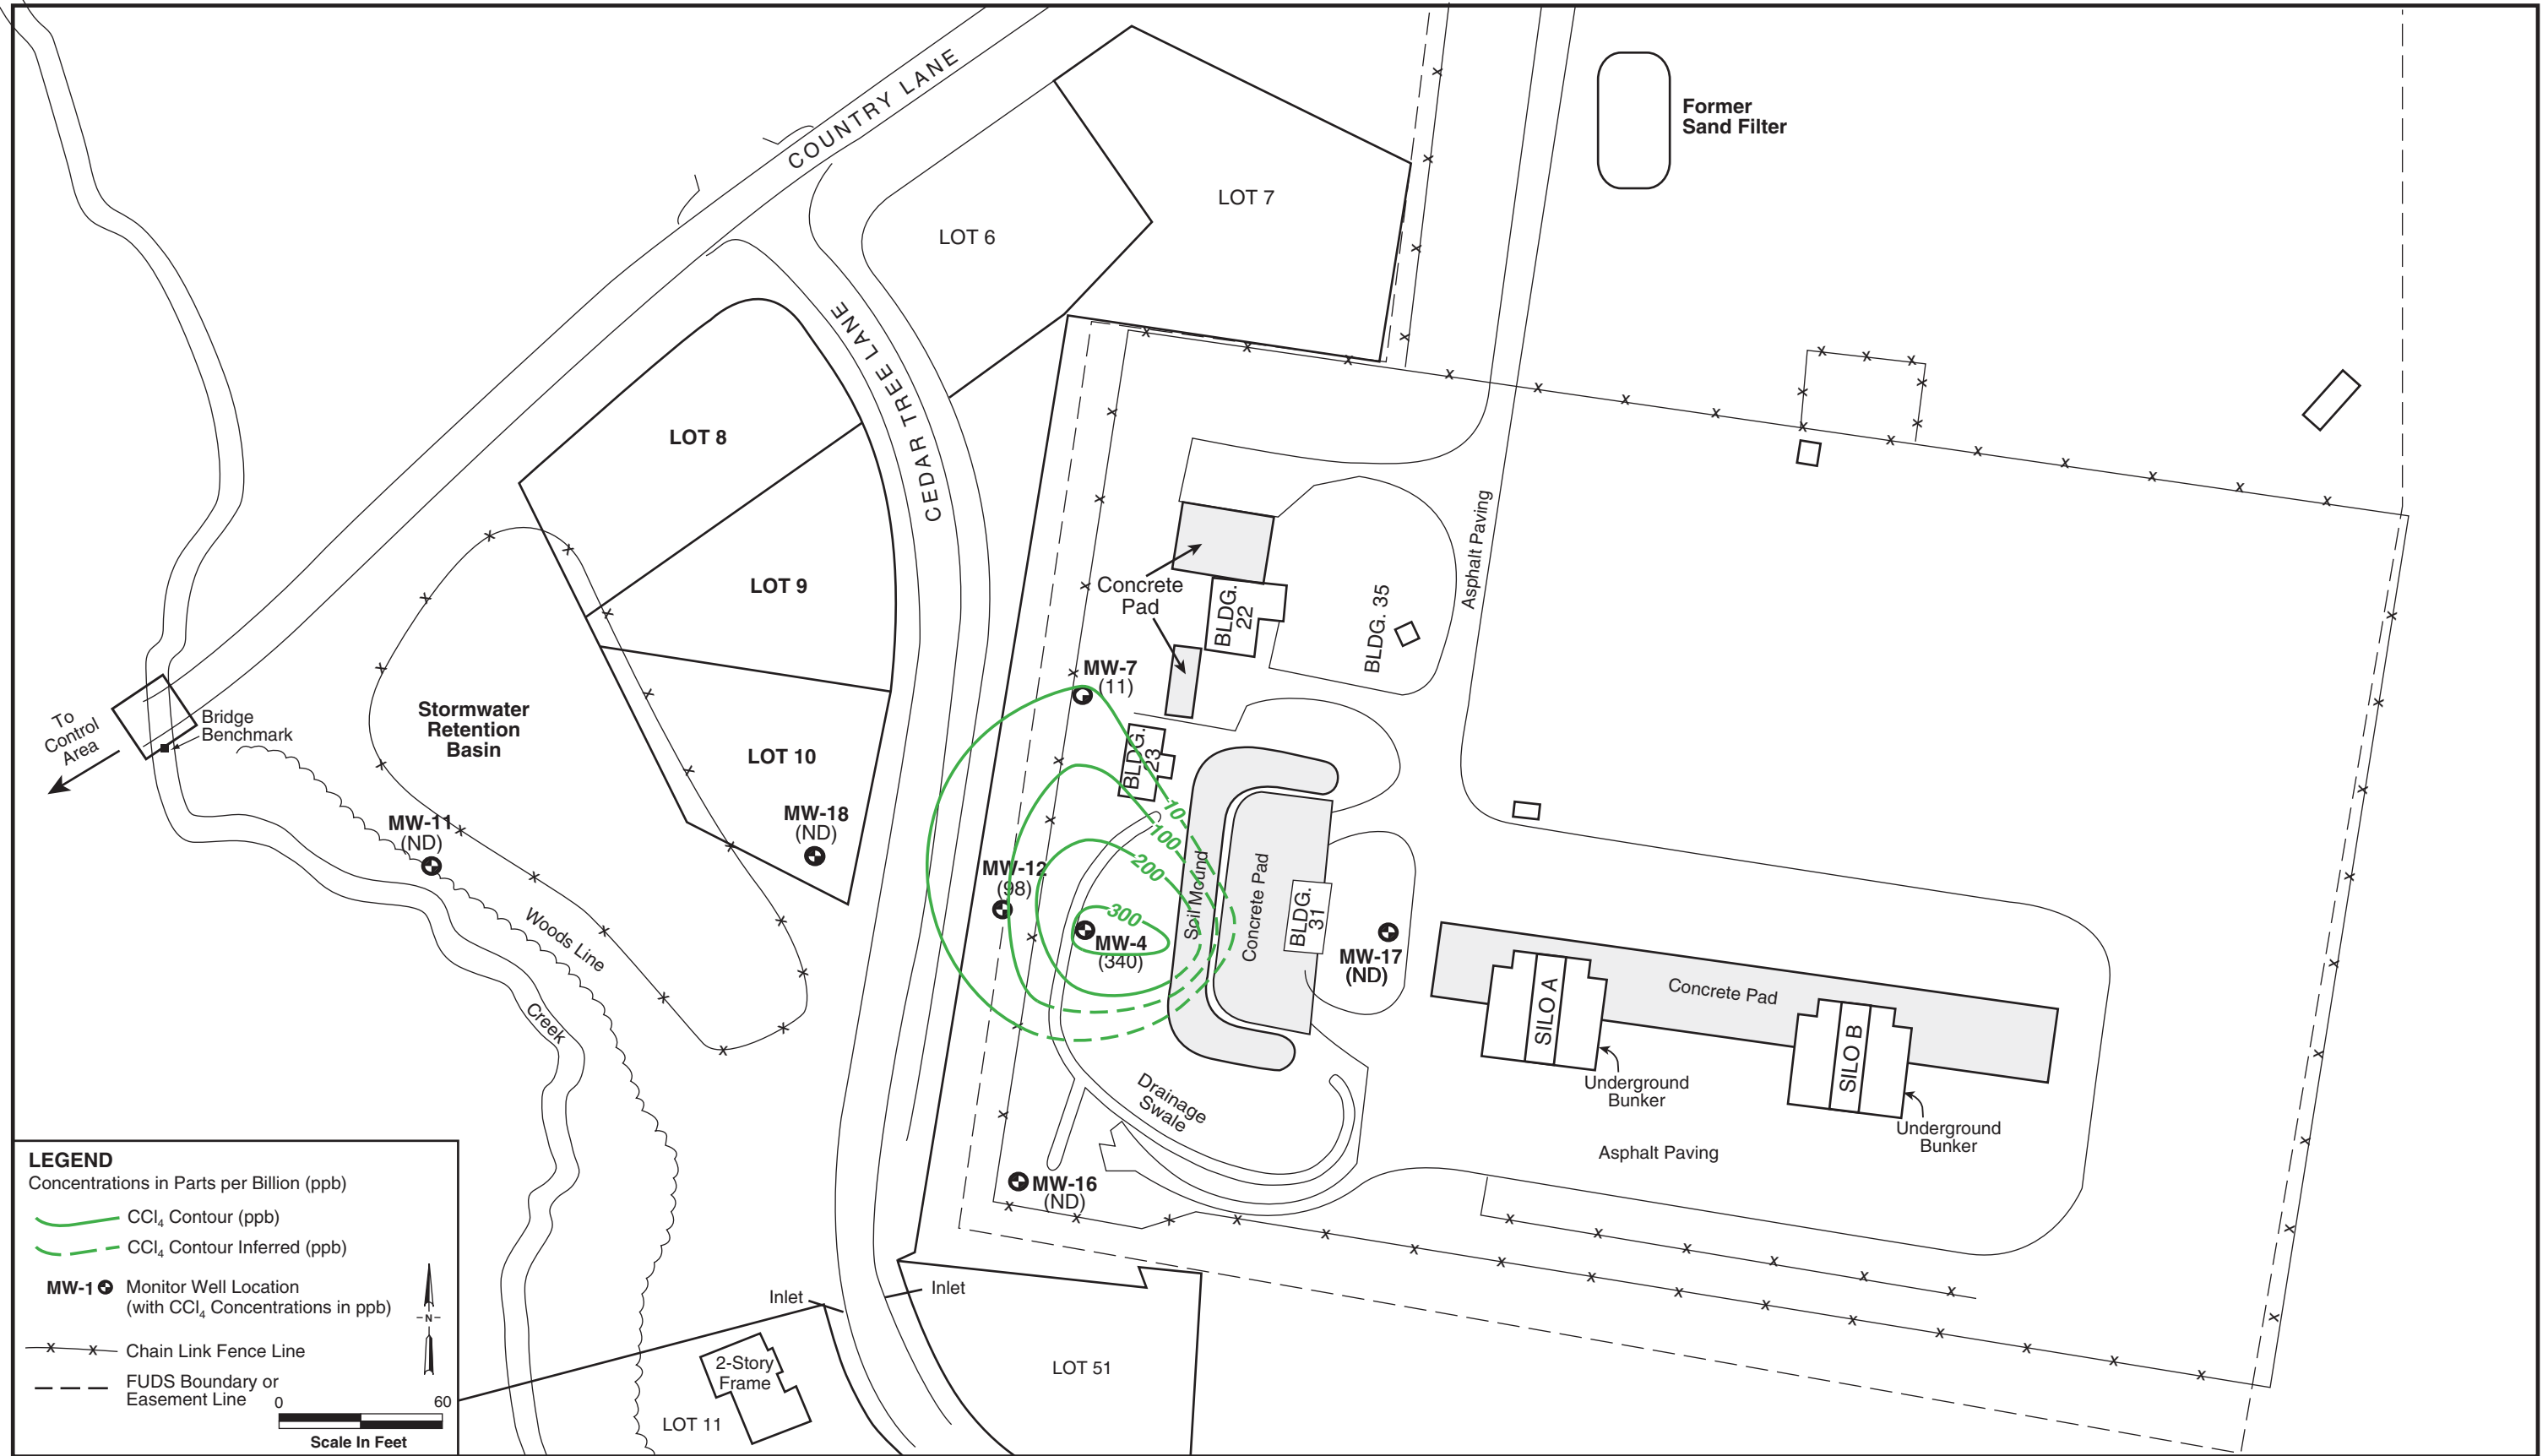 COUNTRY LANE
Former
Sand Filter
LOT 7
LOT 6
CEDAR TREE LANE
LOT 8
LOT 9
LOT 10
Asphalt Paving
Concrete
Pad
BLDG.
22
BLDG. 35
MW-7
(11)
BLDG.
23
To
Control
Area
Bridge
Benchmark
Stormwater
Retention
Basin
MW-11
(ND)
MW-18
(ND)
MW-12
(98)
10
100
200
300
MW-4
(340)
Soil Mound
Concrete Pad
BLDG.
31
MW-17
(ND)
Concrete Pad
SILO A
SILO B
Underground
Bunker
Underground
Bunker
Asphalt Paving
Woods Line
Creek
Drainage
Swale
MW-16
(ND)
Inlet
Inlet
2-Story
Frame
LOT 11
LOT 51
LEGEND
Concentrations in Parts per Billion (ppb)
CCl4 Contour (ppb)
CCl4 Contour Inferred (ppb)
MW-1 Monitor Well Location
(with CCl4 Concentrations in ppb)
N
x x Chain Link Fence Line
FUDS Boundary or
Easement Line
0 60
Scale In Feet